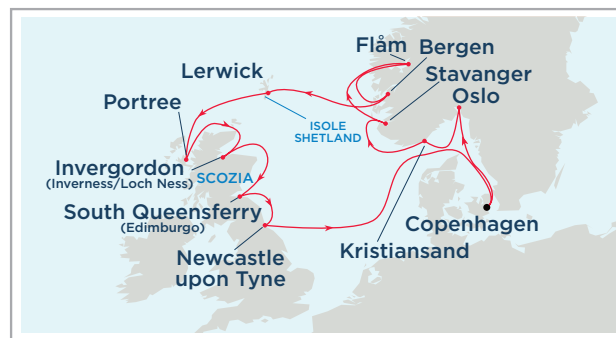 Flåm
Bergen
Stavanger
Oslo
Lerwick
Portree
ISOLE
SHETLAND
Invergordon
(Inverness/Loch Ness)
SCOZIA
South Queensferry
(Edimburgo)
Copenhagen
Kristiansand
Newcastle
upon Tyne